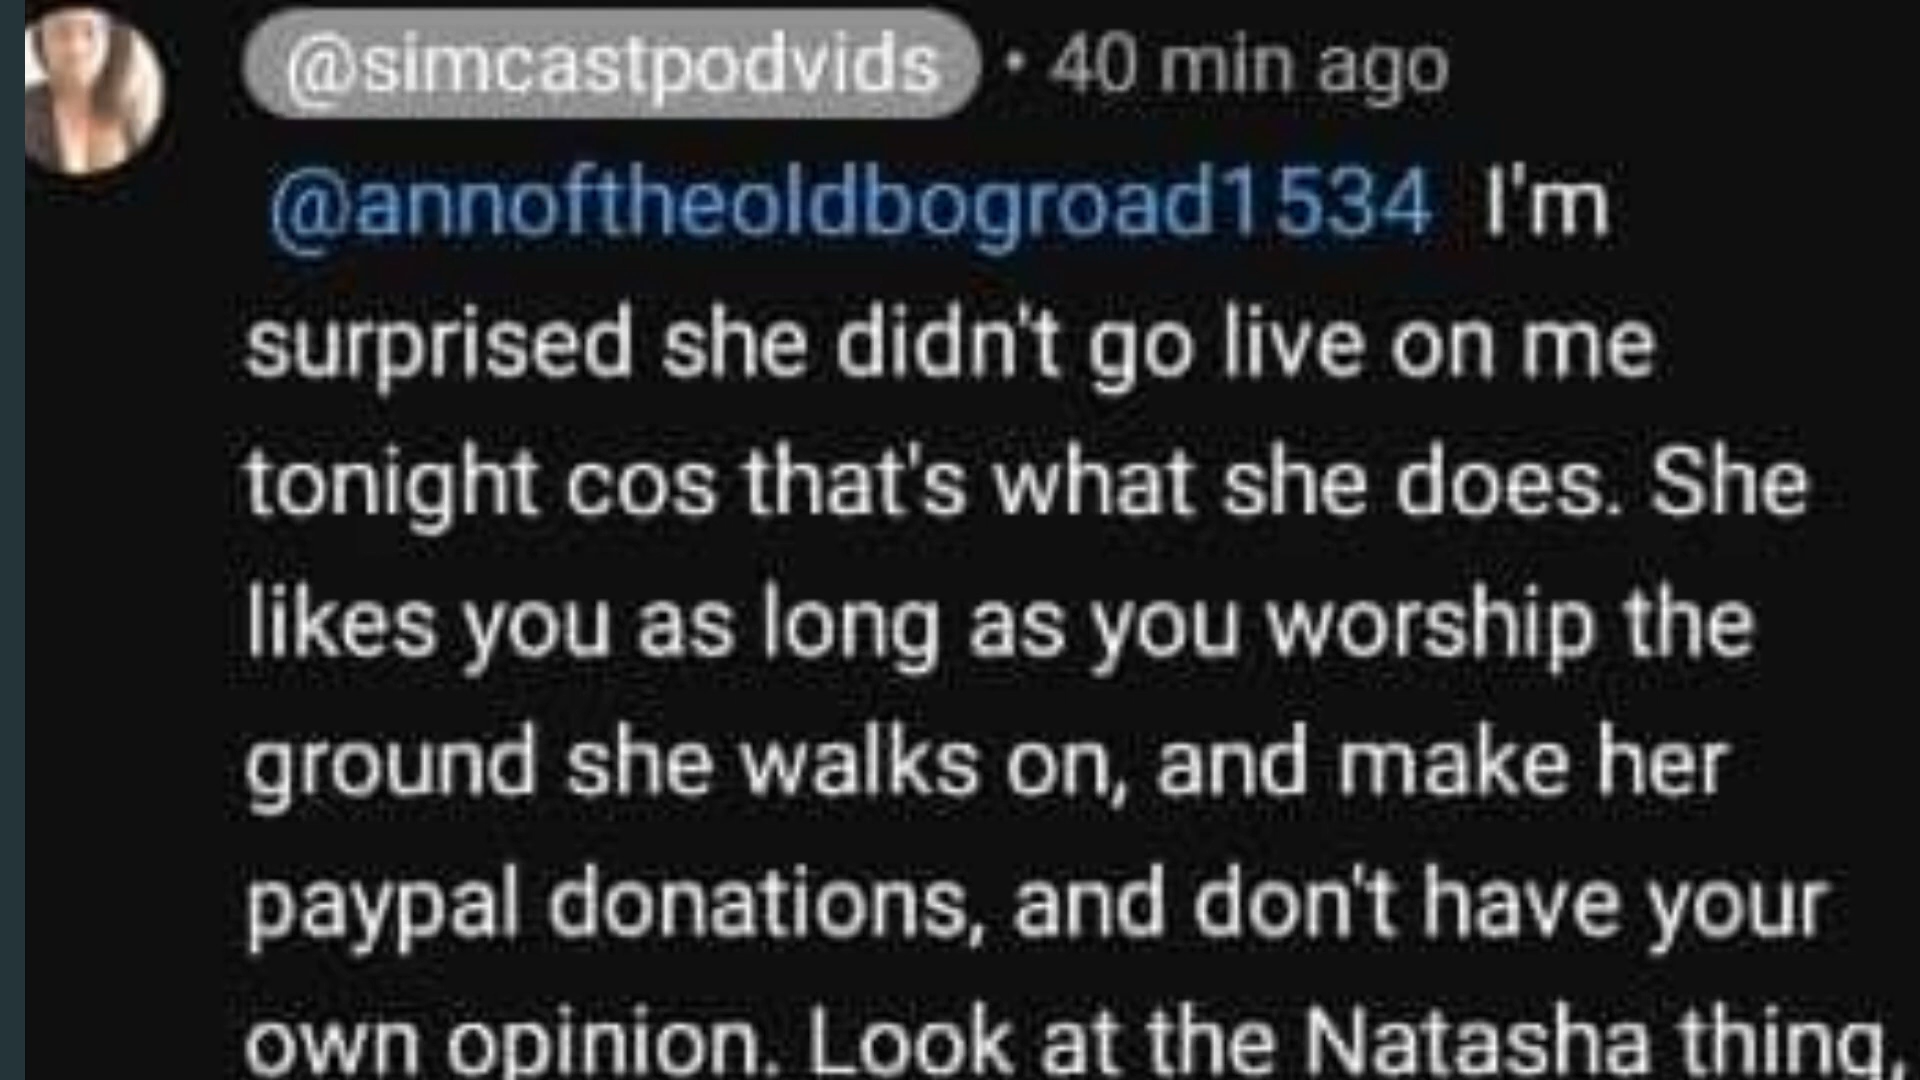 @simcastpodvids • 40 min ago
@annoftheoldbogroad1534 I'm
surprised she didn't go live on me
tonight cos that's what she does. She
likes you as long as you worship the
ground she walks on, and make her
paypal donations, and don't have your
own opinion. Look at the Natasha thing,